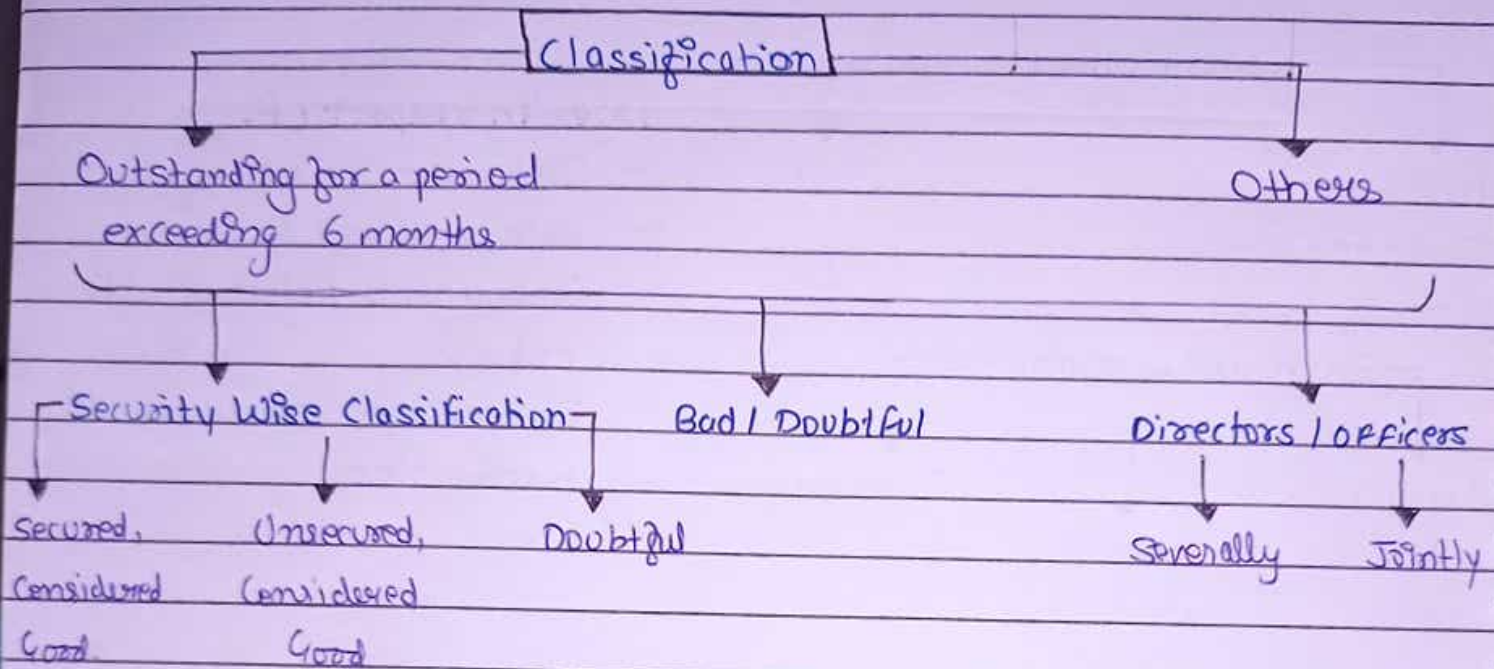 Classification
Outstanding for a period
exceeding 6 months
Others
Security Wise Classification
Bad / Doubtful
Directors / officers
Secured,
Considered
Good
Unsecured,
Considered
Good
Doubtful
Severally
Jointly